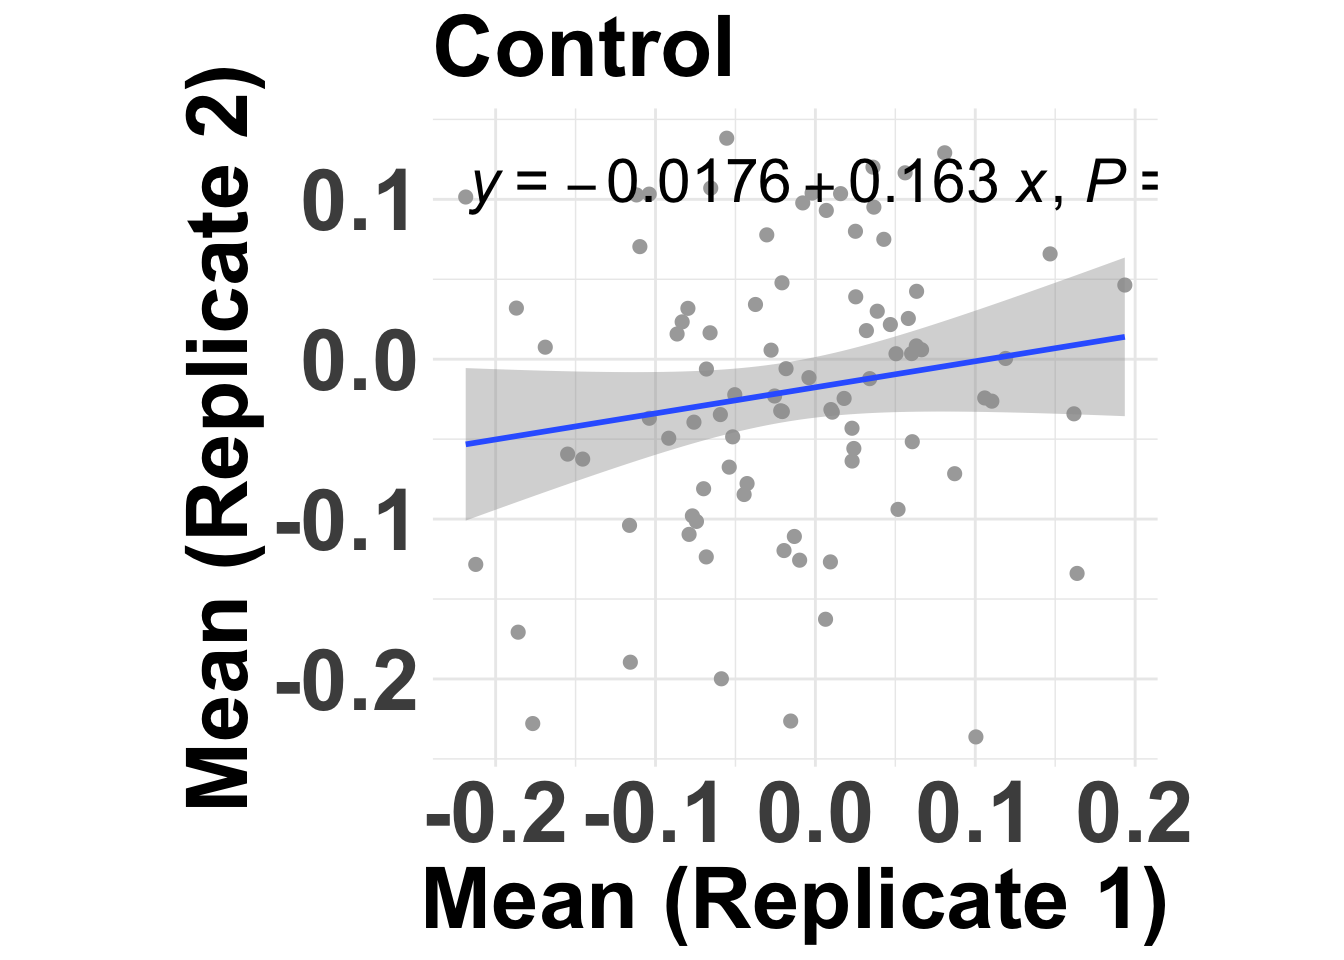 Control
y = −0.0176 + 0.163 x, P =
Mean (Replicate 2)
0.1
0.0
-0.1
-0.2
-0.2 -0.1 0.0 0.1 0.2
Mean (Replicate 1)